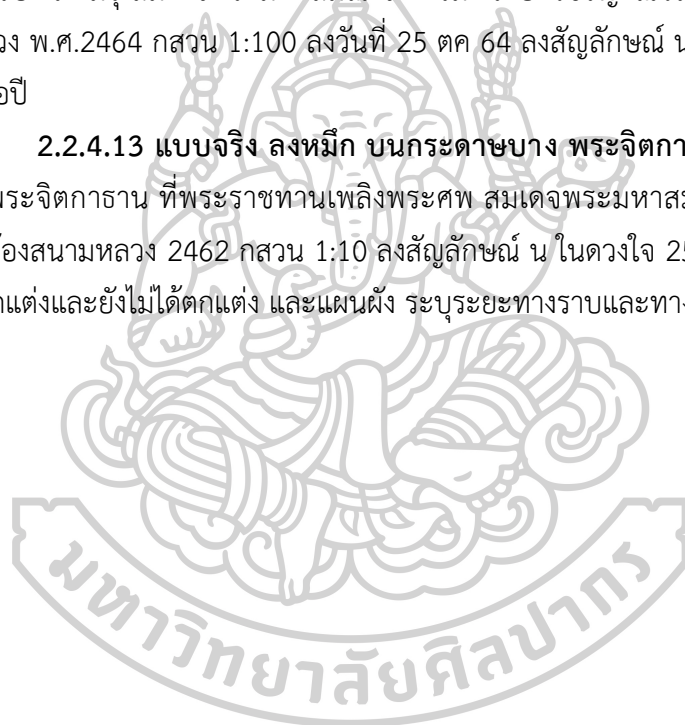 วง พ.ศ.2464 กสวน 1:100 ลงวันที่ 25 ตค 64 ลงสัญลักษณ์ น
อปี
2.2.4.13 แบบจริง ลงหมึก บนกระดาษบาง พระจิตกา
พระจิตกาธาน ที่พระราชทานเพลิงพระศพ สมเดจพระมหาสม
้องสนามหลวง 2462 กสวน 1:10 ลงสัญลักษณ์ น ในดวงใจ 25
แต่งและยังไม่ได้ตกแต่ง และแผนผัง ระบุระยะทางราบและทาง
มหาวิทยาลัยศิลปากร